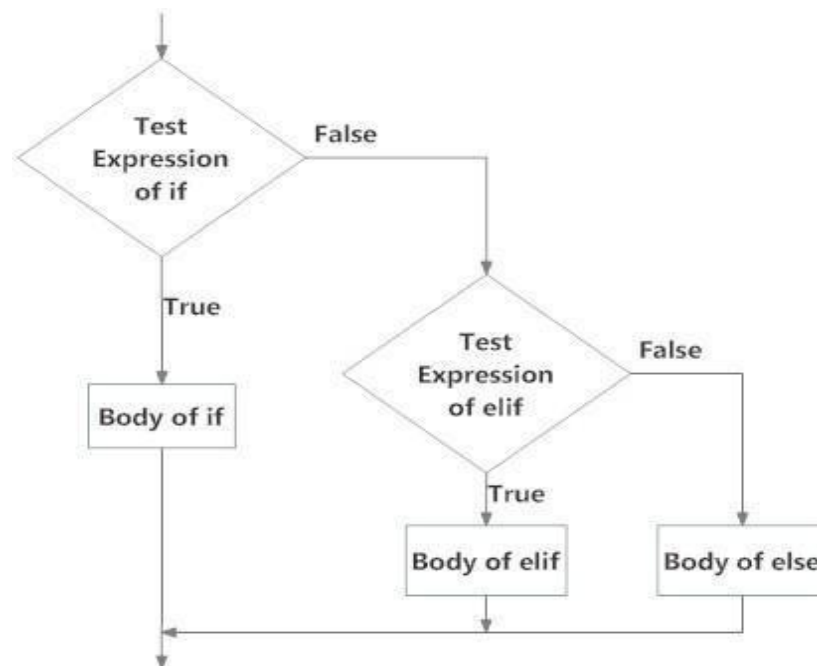 Test
Expression
of if
False
True
Test
Expression
of elif
False
Body of if
True
Body of elif
Body of else